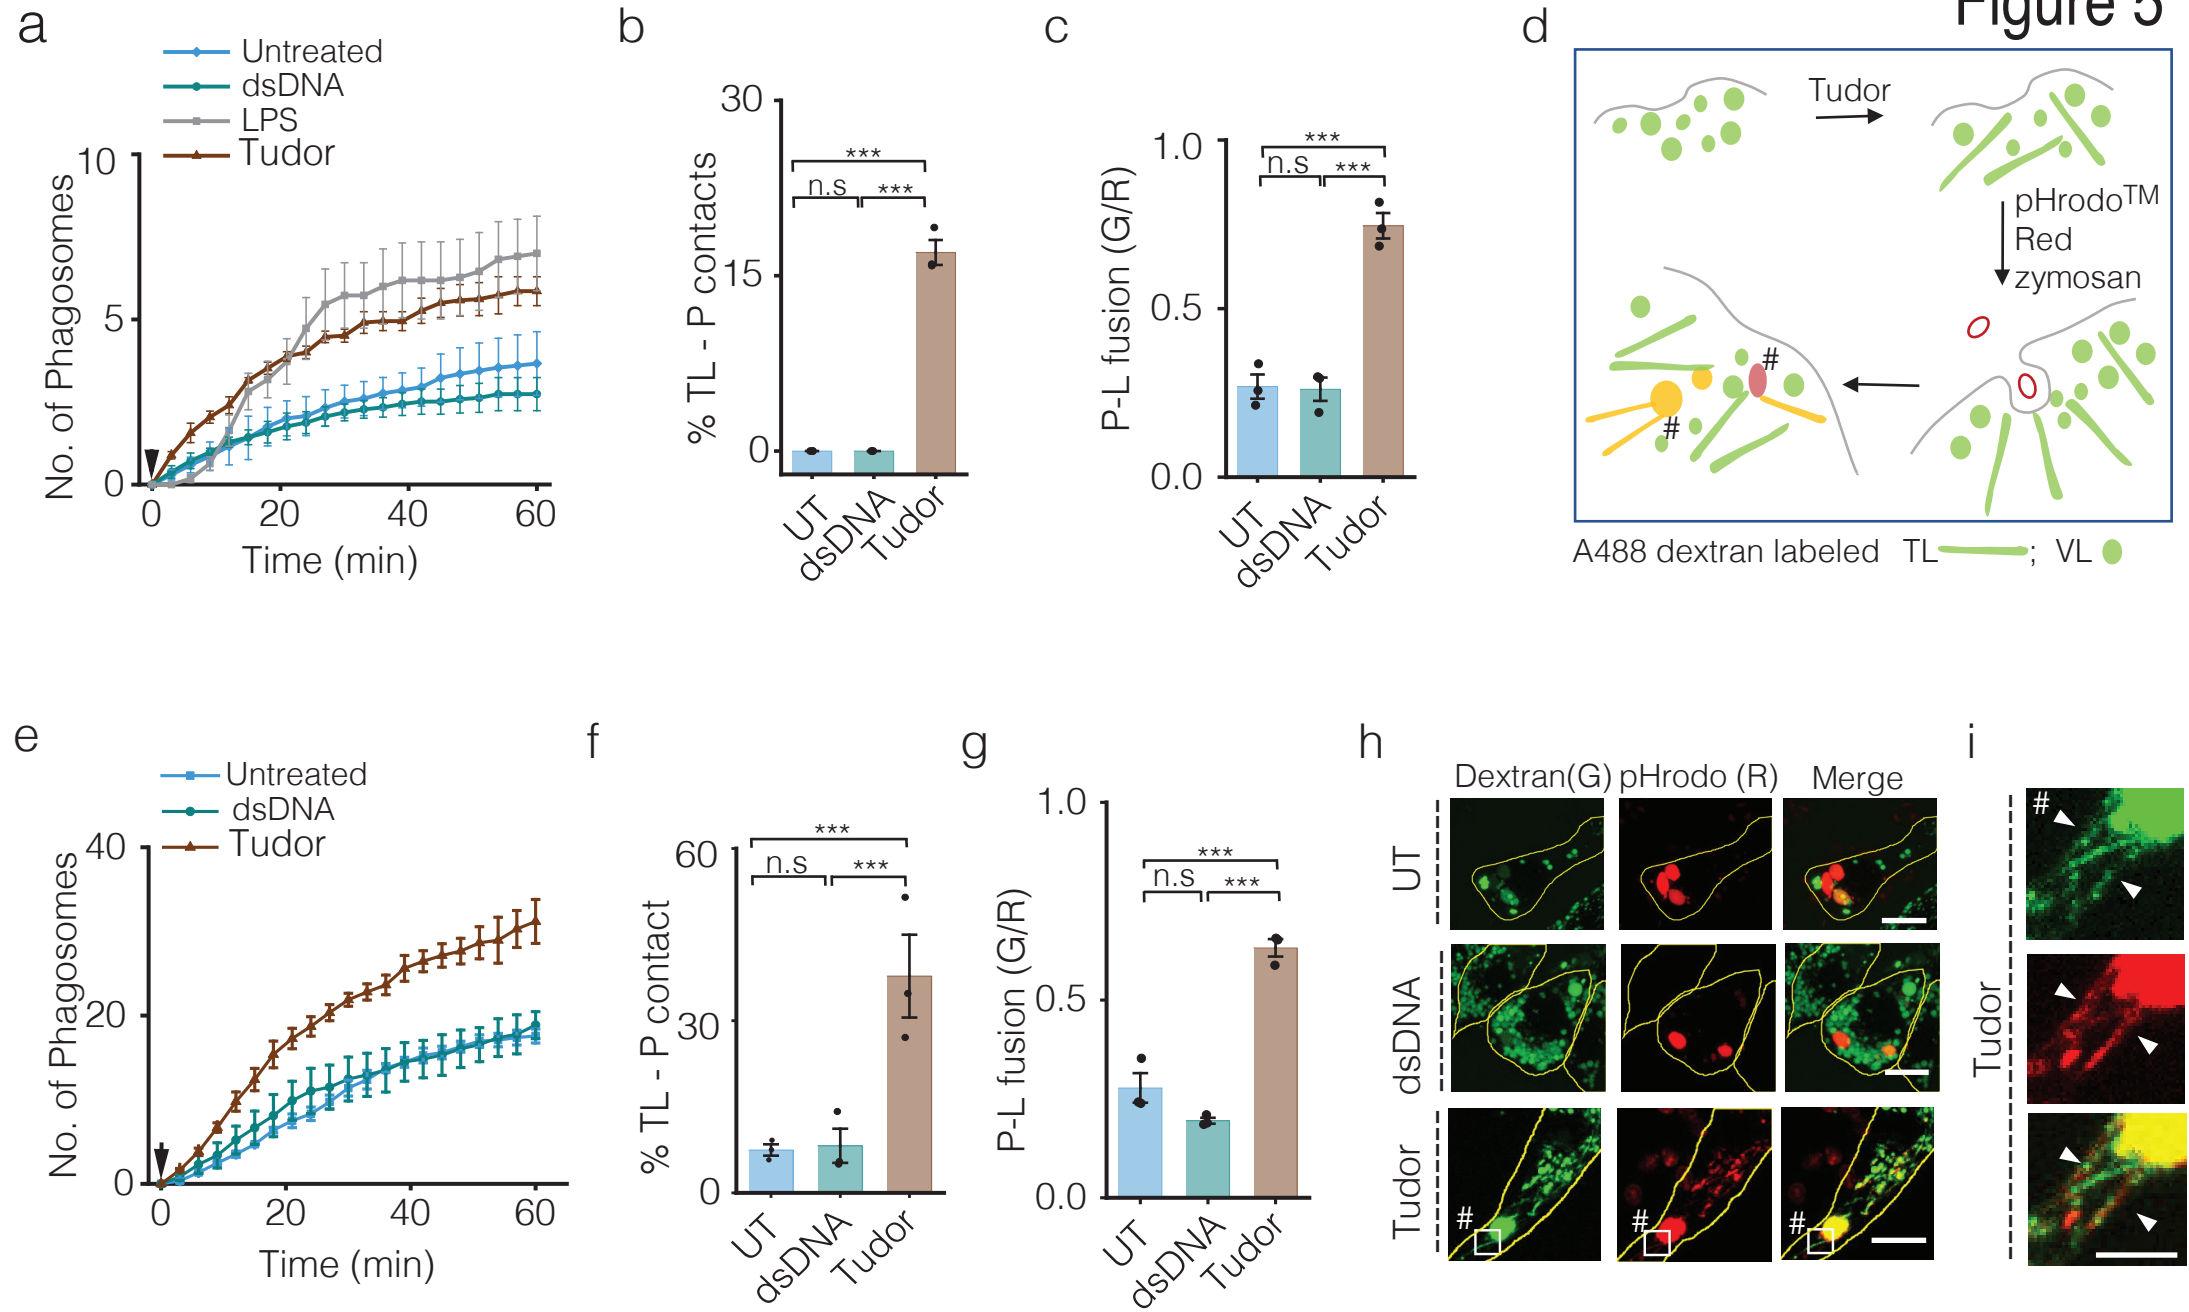 Figure 5
a
Untreated
dsDNA
LPS
Tudor
No. of Phagosomes
10
5
0
0 20 40 60
Time (min)
b
% TL - P contacts
30
15
0
***
n.s ***
UT
dsDNA
Tudor
c
P-L fusion (G/R)
1.0
0.5
0.0
***
n.s ***
UT
dsDNA
Tudor
d
Tudor
pHrodo™
Red
zymosan
#
#
A488 dextran labeled TL ; VL
e
Untreated
dsDNA
Tudor
No. of Phagosomes
40
20
0
0 20 40 60
Time (min)
f
% TL - P contact
60
30
0
***
n.s ***
UT
dsDNA
Tudor
g
P-L fusion (G/R)
1.0
0.5
0.0
***
n.s ***
UT
dsDNA
Tudor
h
Dextran(G) pHrodo (R) Merge
UT
dsDNA
Tudor
# # #
i
#
Tudor